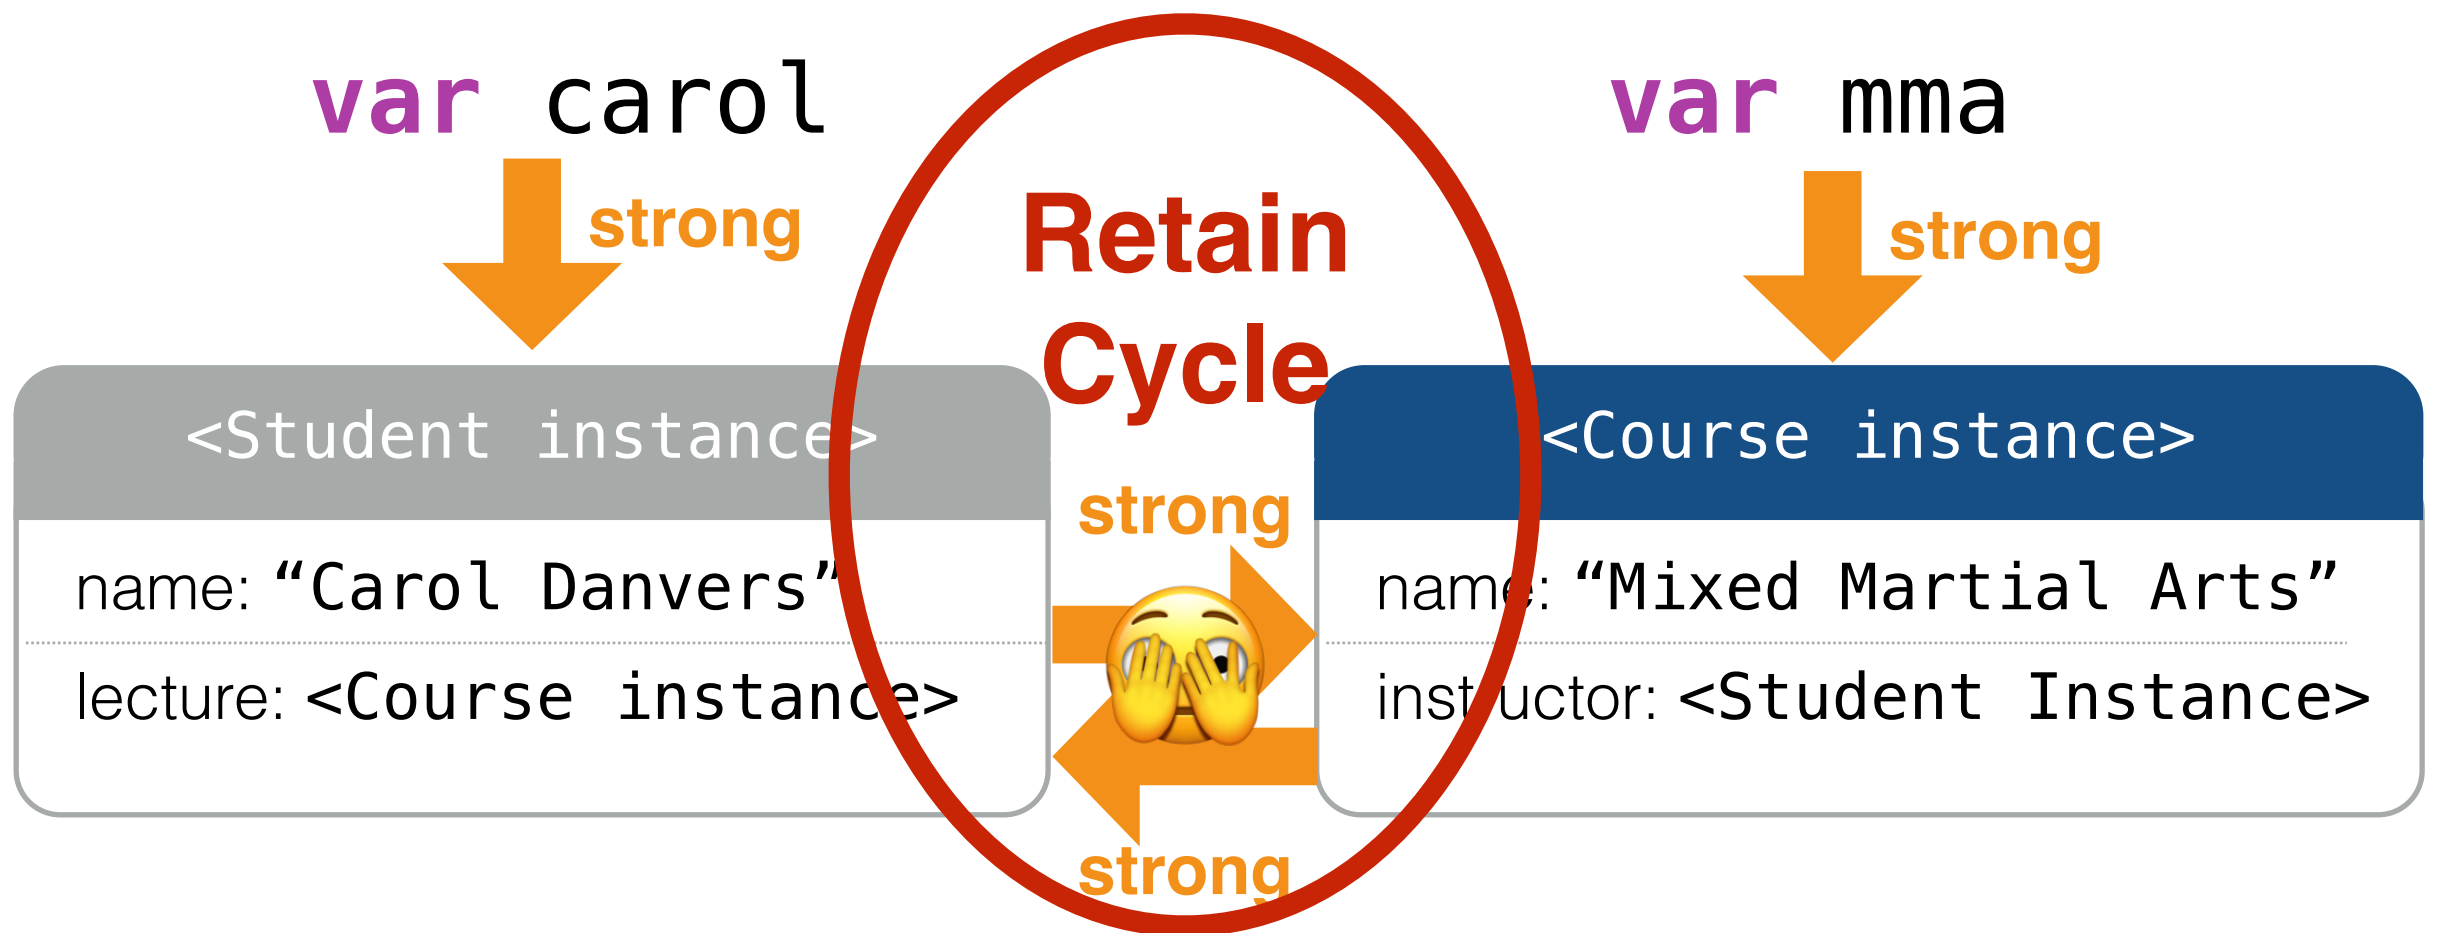 var carol
strong
var mma
strong
Retain
Cycle
<Student instance>
name: “Carol Danvers”
lecture: <Course instance>
strong
strong
<Course instance>
name: “Mixed Martial Arts”
instructor: <Student Instance>